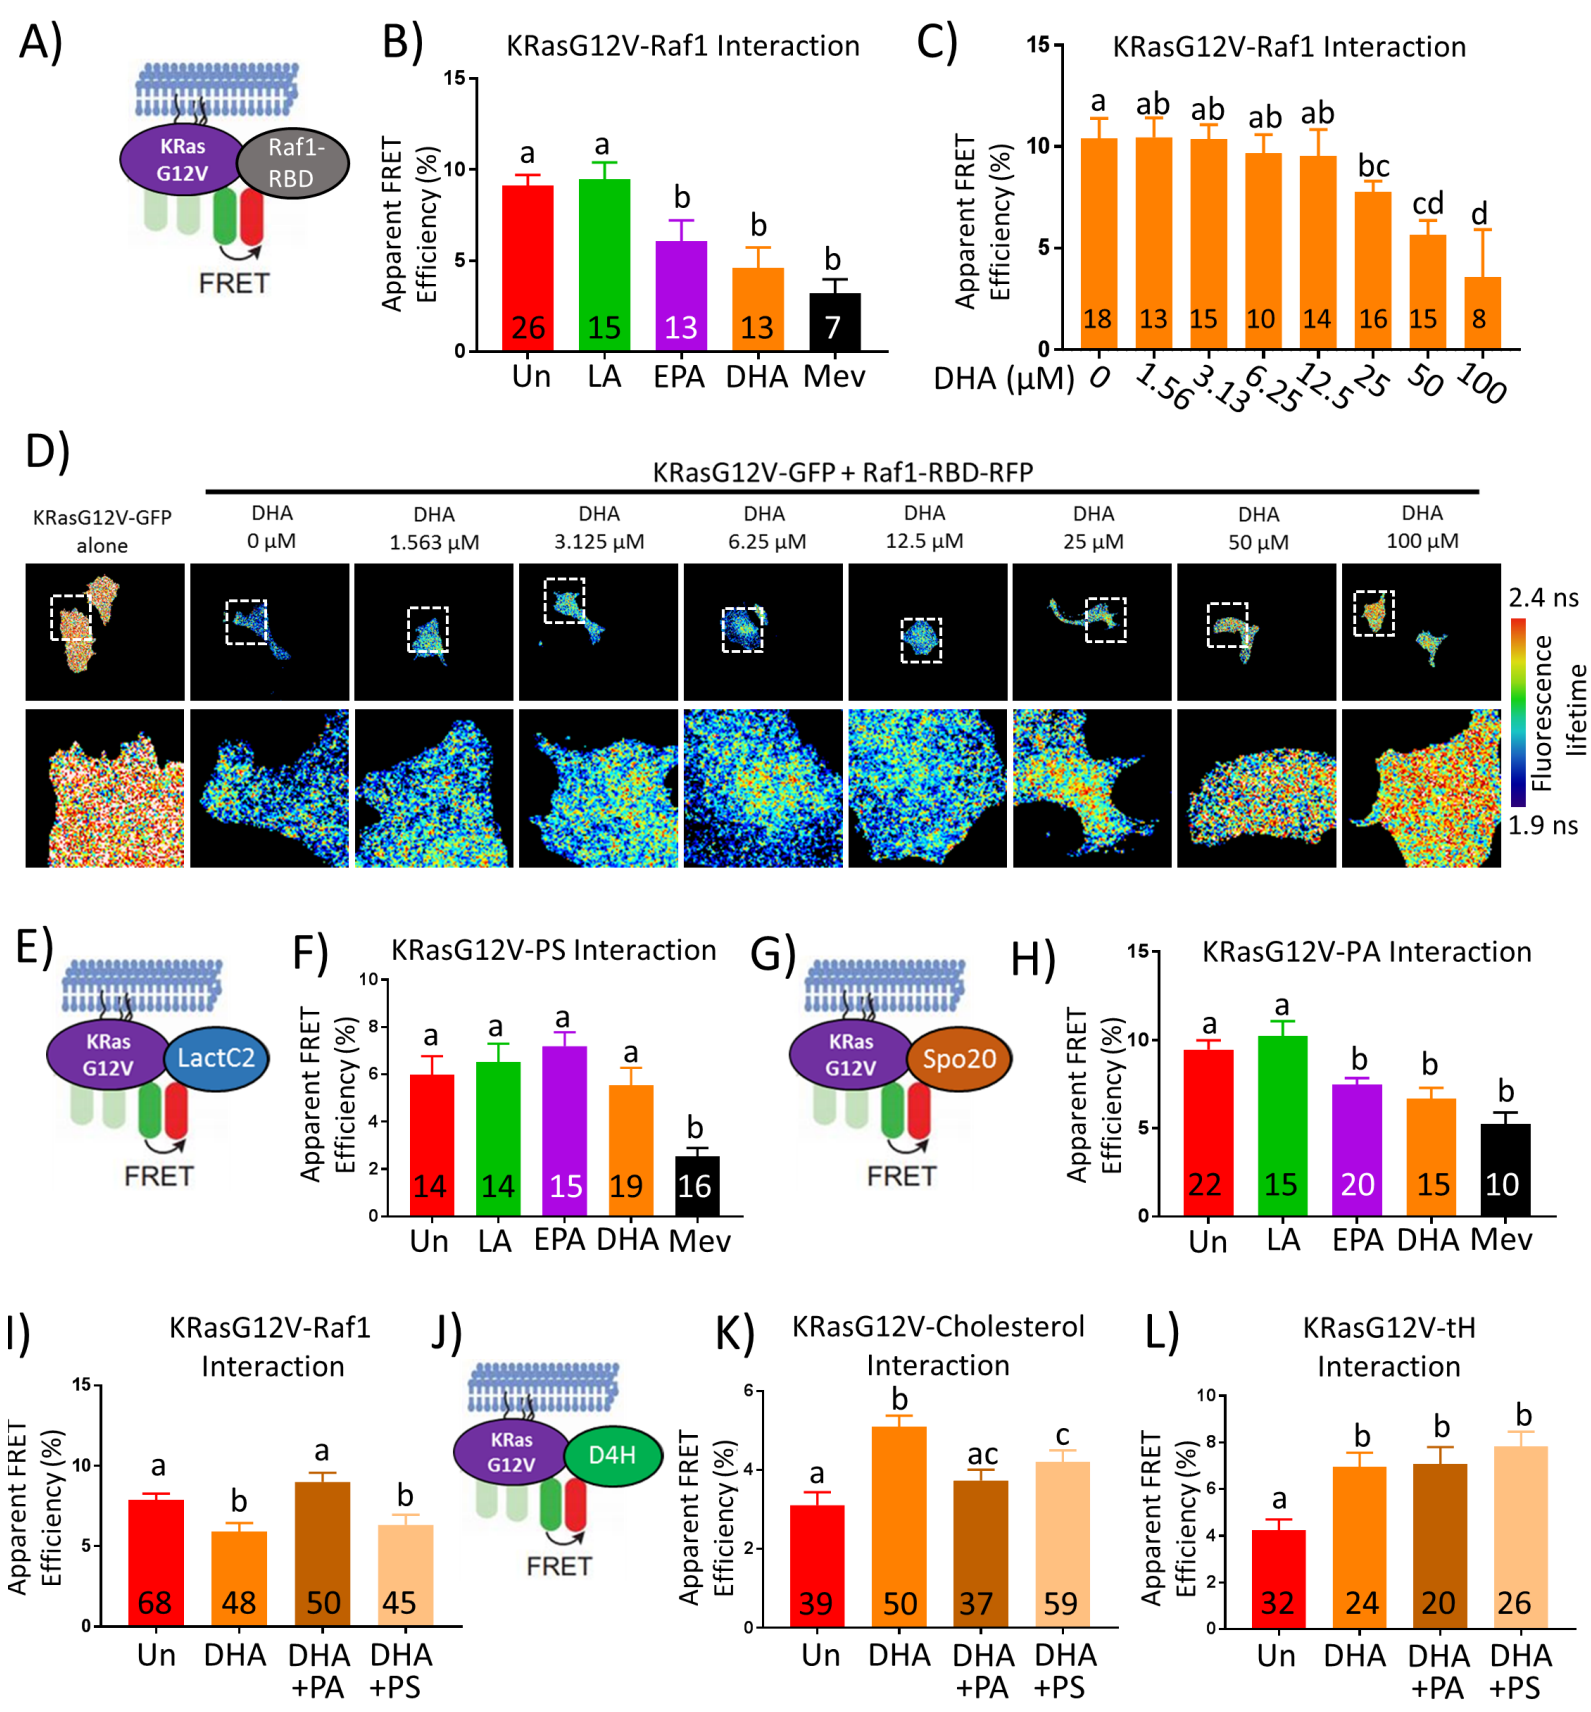 A)
KRas
G12V
Raf1-
RBD
FRET
B)
KRasG12V-Raf1 Interaction
Apparent FRET
Efficiency (%)
15
10
5
0
a
a
b
b
b
26
15
13
13
7
Un
LA
EPA
DHA
Mev
C)
KRasG12V-Raf1 Interaction
Apparent FRET
Efficiency (%)
15
10
5
0
a
ab
ab
ab
ab
bc
cd
d
18
13
15
10
14
16
15
8
DHA (µM)
0
1.56
3.13
6.25
12.5
25
50
100
D)
KRasG12V-GFP + Raf1-RBD-RFP
KRasG12V-GFP
alone
DHA
0 µM
DHA
1.563 µM
DHA
3.125 µM
DHA
6.25 µM
DHA
12.5 µM
DHA
25 µM
DHA
50 µM
DHA
100 µM
2.4 ns
Fluorescence
lifetime
1.9 ns
E)
KRas
G12V
LactC2
FRET
F)
KRasG12V-PS Interaction
Apparent FRET
Efficiency (%)
10
8
6
4
2
0
a
a
a
a
b
14
14
15
19
16
Un
LA
EPA
DHA
Mev
G)
KRas
G12V
Spo20
FRET
H)
KRasG12V-PA Interaction
Apparent FRET
Efficiency (%)
15
10
5
0
a
a
b
b
b
22
15
20
15
10
Un
LA
EPA
DHA
Mev
I)
KRasG12V-Raf1
Interaction
Apparent FRET
Efficiency (%)
15
10
5
0
a
b
a
b
68
48
50
45
Un
DHA
DHA
+PA
DHA
+PS
J)
KRas
G12V
D4H
FRET
K)
KRasG12V-Cholesterol
Interaction
Apparent FRET
Efficiency (%)
6
4
2
0
a
b
ac
c
39
50
37
59
Un
DHA
DHA
+PA
DHA
+PS
L)
KRasG12V-tH
Interaction
Apparent FRET
Efficiency (%)
10
8
6
4
2
0
a
b
b
b
32
24
20
26
Un
DHA
DHA
+PA
DHA
+PS